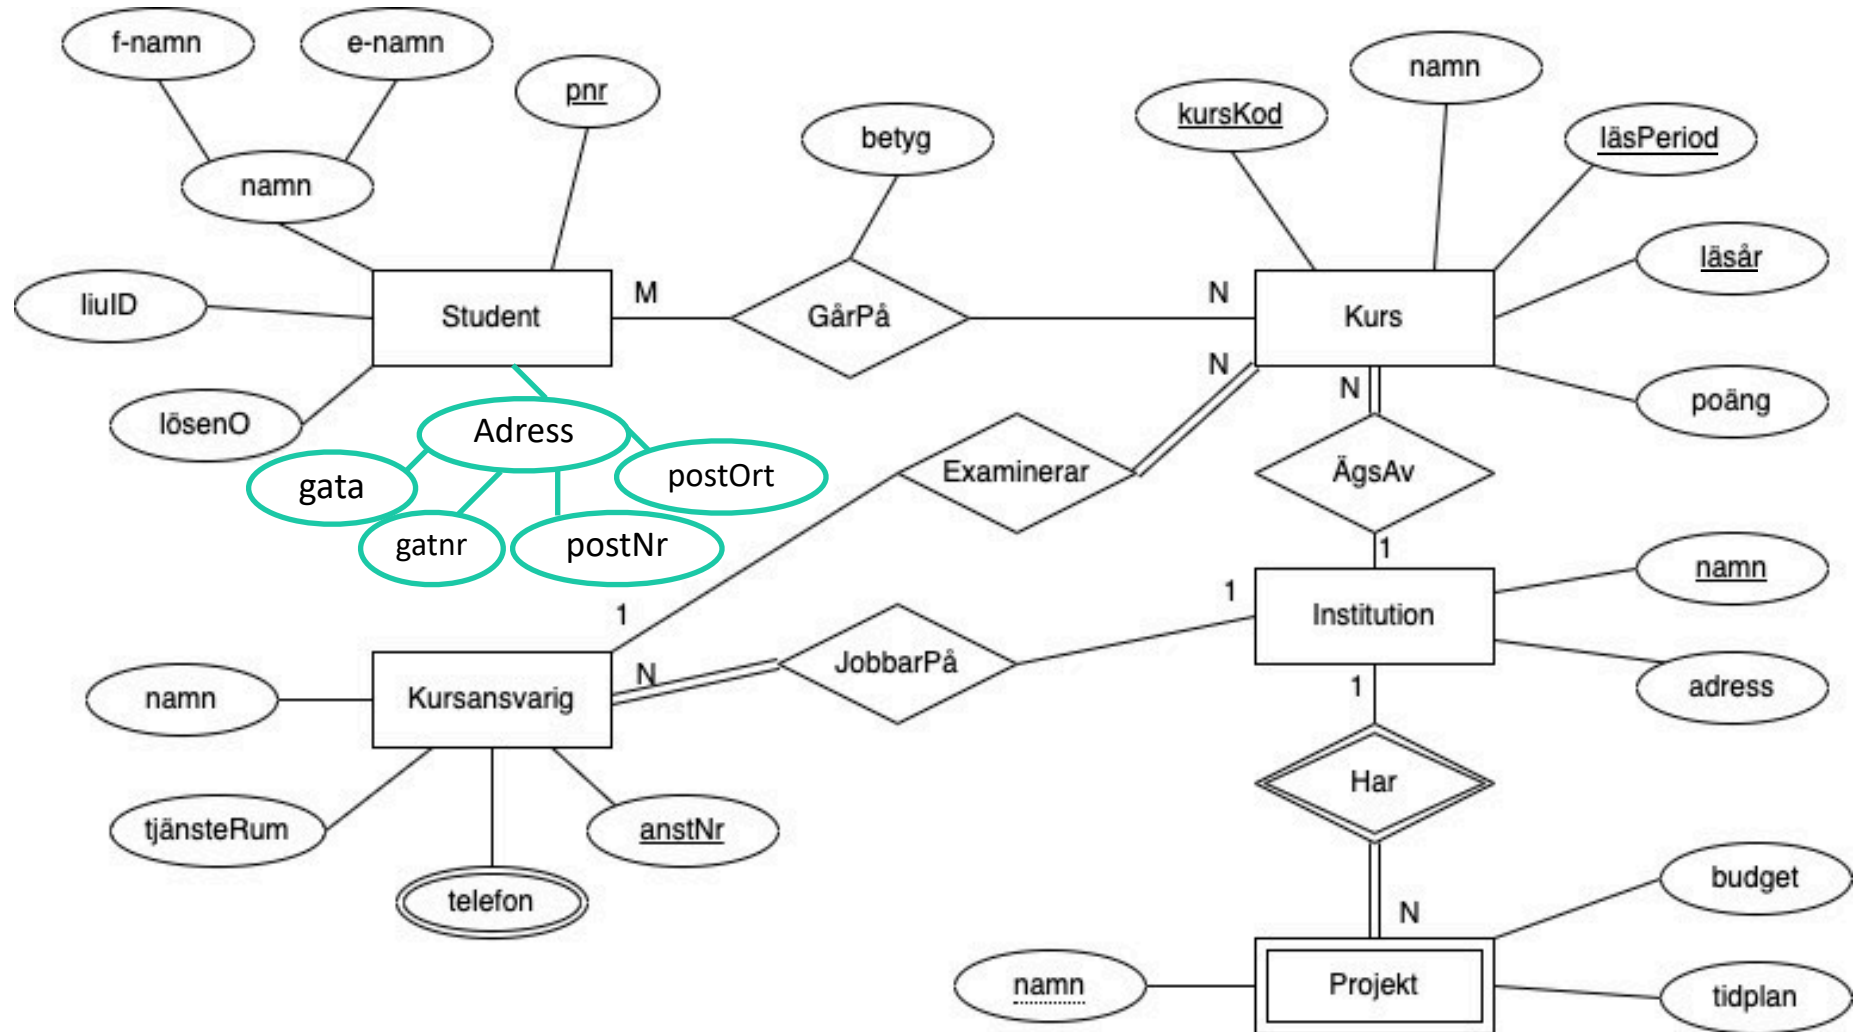 f-namn
e-namn
pnr
namn
liuID
lösenO
Student
Adress
gata
gatnr
postNr
postOrt
M
betyg
GårPå
N
kursKod
namn
läsPeriod
läsår
poäng
Kurs
N
Examinerar
1
N
ÄgsAv
1
Institution
namn
adress
1
JobbarPå
N
Kursansvarig
namn
tjänsteRum
telefon
anstNr
1
Har
N
Projekt
namn
budget
tidplan